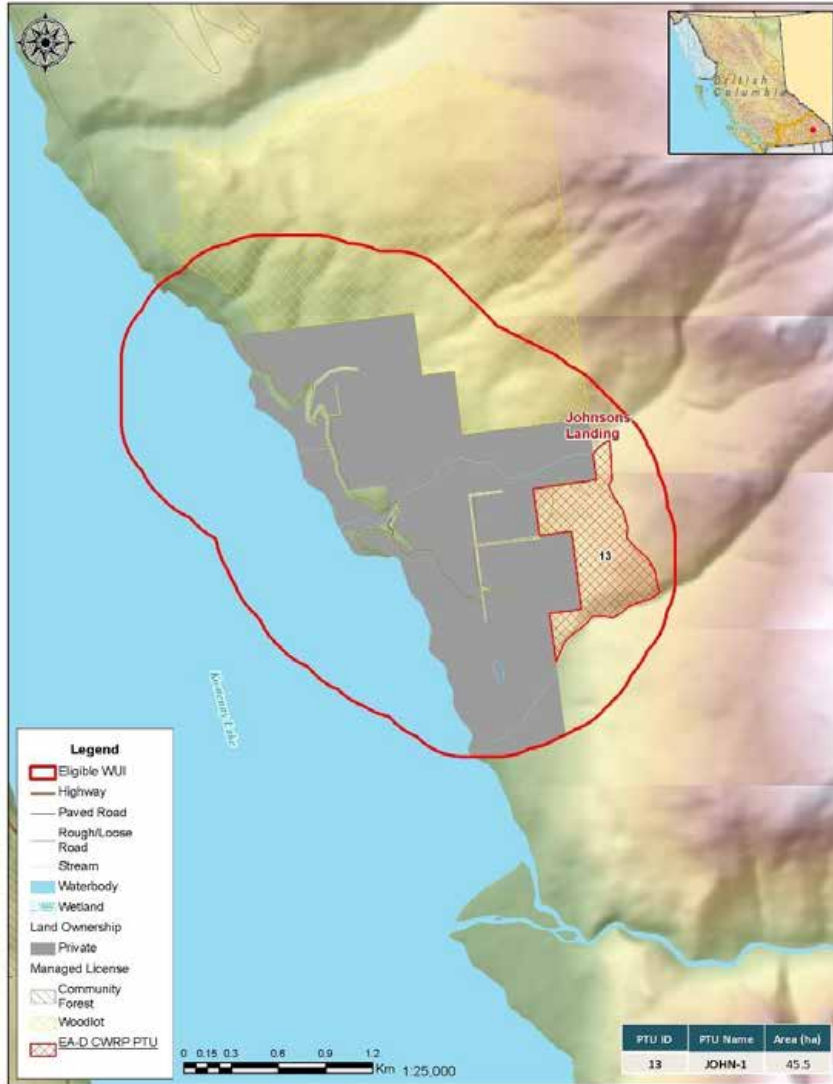 British
Columbia
Johnsons
Landing
13
Kootenay Lake
Legend
Eligible WUI
Highway
Paved Road
Rough/Loose
Road
Stream
Waterbody
Wetland
Land Ownership
Private
Managed License
Community
Forest
Woodlot
EA-D CWRP PTU
0 0.15 0.3 0.6 0.9 1.2
Km 1:25,000
PTU ID PTU Name Area (ha)
13 JOHN-1 45.5